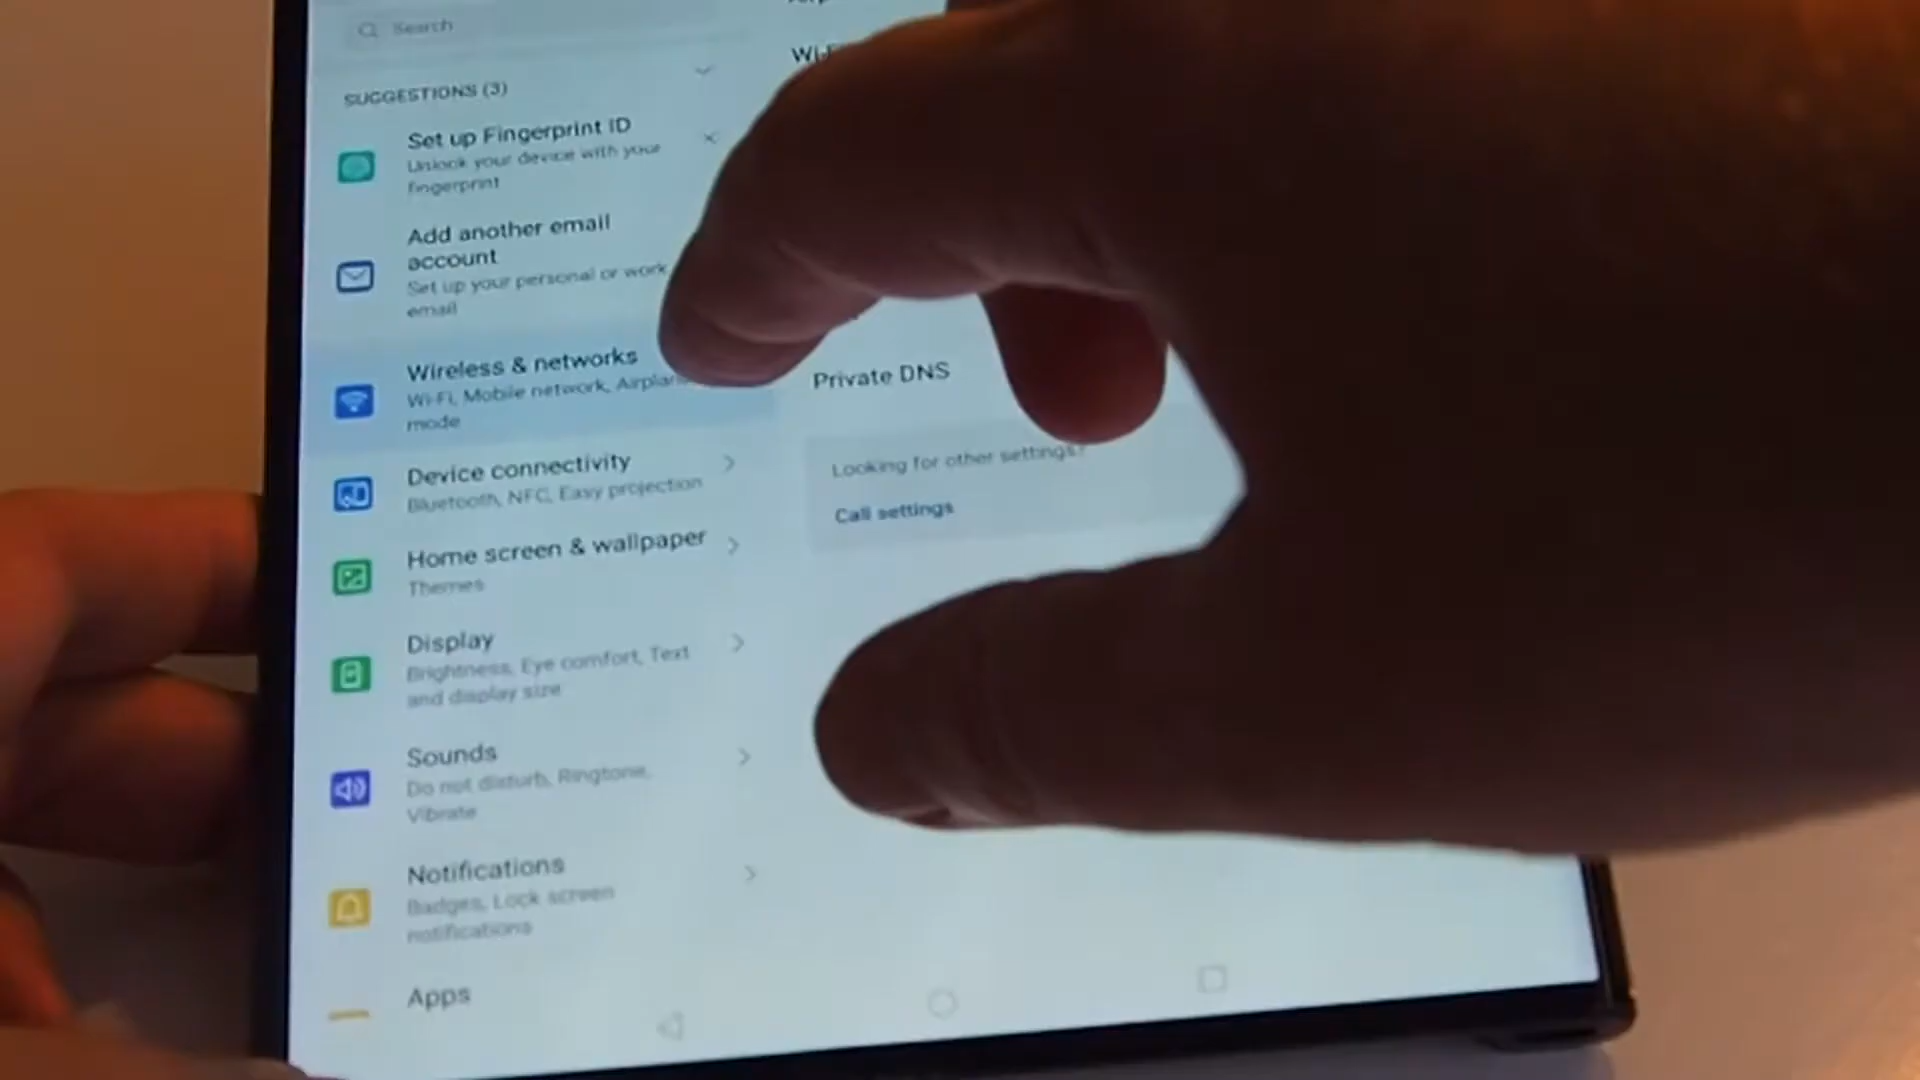 Search
SUGGESTIONS (3)
Set up Fingerprint ID
Unlock your device with your
fingerprint
Add another email
account
Set up your personal or work
email
Wireless & networks
Wi-Fi, Mobile network,
mode
Device connectivity
Bluetooth, NFC, Easy projection
Home screen & wallpaper
Themes
Display
Brightness, Eye comfort, Text
and display size
Sounds
Do not disturb, Ringtone,
Vibrate
Notifications
Badges, Lock screen
notifications
Apps
Private DNS
Looking for other settings?
Call settings